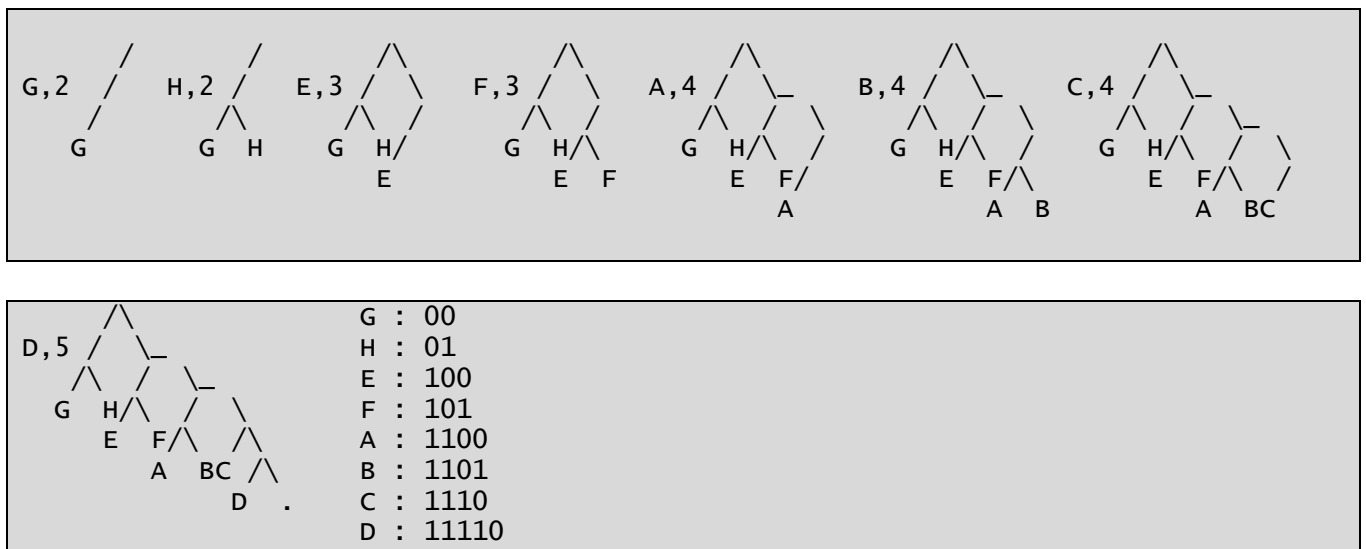 /          /          /\             /\             /\               /\                 /\
G,2  /     H,2  /     E,3  /  \     F,3   /  \     A,4   /  \_      B,4   /  \_       C,4    /  \_
    /          /\         /\   \         /\   \         /\  /  \         /\  /  \           /\  /  \_
   G          G  H       G  H  /        G  H  /\       G  H/\  /        G  H/\  /          G  H/\  /  \
                            E             E  F          E  F/           E  F/\             E  F/\  /
                                                           A              A  B               A  BC
      /\            G : 00
D,5  /  \_          H : 01
    /\  /  \_       E : 100
   G  H/\  /  \     F : 101
     E  F/\  /\     A : 1100
        A  BC /\    B : 1101
             D  .   C : 1110
                    D : 11110